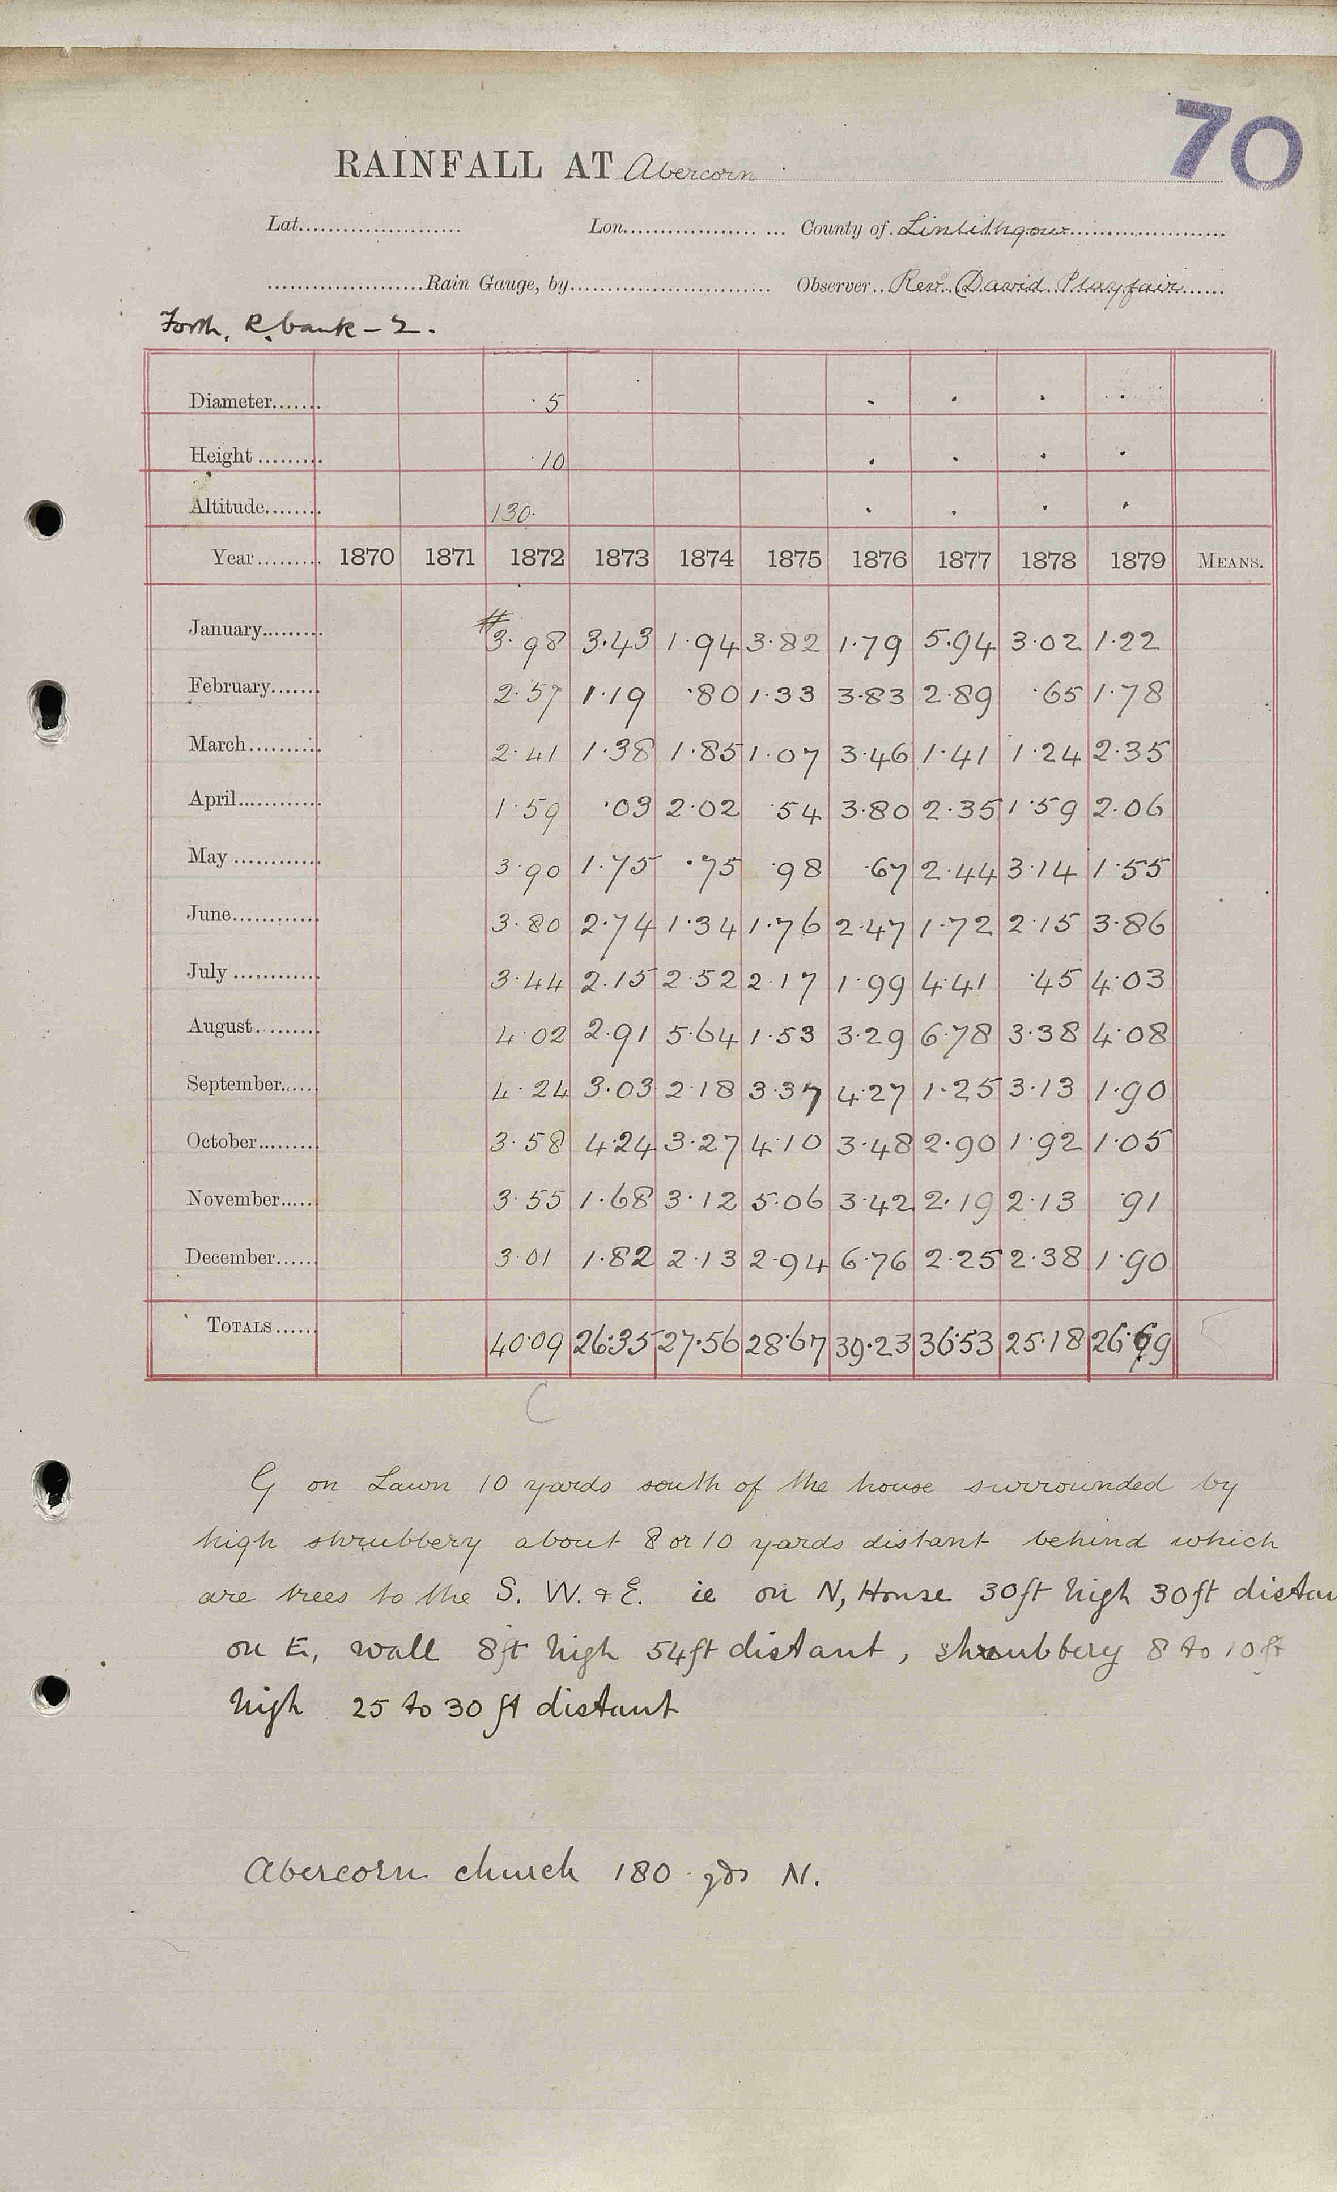 70
RAINFALL AT Abercorn
Lat. Lon. County of Linlithgow
Rain Gauge, by Observer Rev. David Playfair
Forth, R. bank - 2.
Diameter 5
Height 10
Altitude 130
Year 1870 1871 1872 1873 1874 1875 1876 1877 1878 1879 MEANS.
January # 3.98 3.43 1.94 3.82 1.79 5.94 3.02 1.22
February 2.57 1.19 .80 1.33 3.83 2.89 .65 1.78
March 2.41 1.38 1.85 1.07 3.46 1.41 1.24 2.35
April 1.59 .03 2.02 .54 3.80 2.35 1.59 2.06
May 3.90 1.75 .75 .98 .67 2.44 3.14 1.55
June 3.80 2.74 1.34 1.76 2.47 1.72 2.15 3.86
July 3.44 2.15 2.52 2.17 1.99 4.41 .45 4.03
August 4.02 2.91 5.64 1.53 3.29 6.78 3.38 4.08
September 4.24 3.03 2.18 3.37 4.27 1.25 3.13 1.90
October 3.58 4.24 3.27 4.10 3.48 2.90 1.92 1.05
November 3.55 1.68 3.12 5.06 3.42 2.19 2.13 .91
December 3.01 1.82 2.13 2.94 6.76 2.25 2.38 1.90
TOTALS 40.09 26.35 27.56 28.67 39.23 36.53 25.18 26.69
C
G on Lawn 10 yards south of the house surrounded by
high shrubbery about 8 or 10 yards distant behind which
are trees to the S. W. & E. ie on N, House 30ft high 30ft distan
on E, wall 8ft high 54ft distant, shrubbery 8 to 10ft
high 25 to 30 ft distant
Abercorn church 180 yds N.